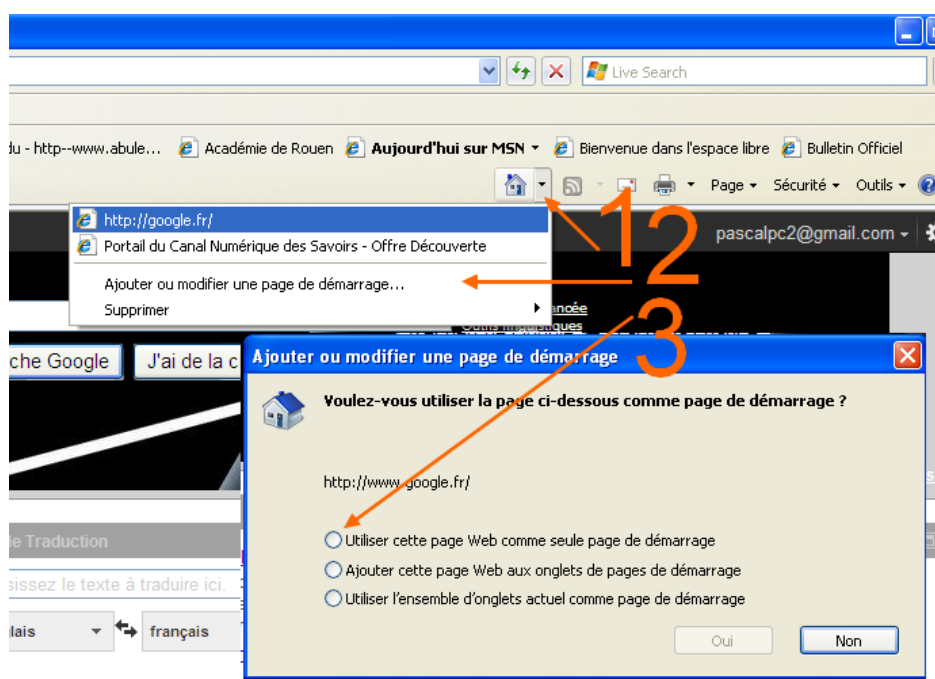 Live Search
du - http--www.abule... Académie de Rouen Aujourd'hui sur MSN Bienvenue dans l'espace libre Bulletin Officiel
Page Sécurité Outils
12
http://google.fr/
pascalpc2@gmail.com
Portail du Canal Numérique des Savoirs - Offre Découverte
Ajouter ou modifier une page de démarrage...
Supprimer
ancée
Outils linguistiques
3
che Google J'ai de la c
Ajouter ou modifier une page de démarrage
Voulez-vous utiliser la page ci-dessous comme page de démarrage ?
http://www.google.fr/
Utiliser cette page Web comme seule page de démarrage
le Traduction
Ajouter cette page Web aux onglets de pages de démarrage
sissez le texte à traduire ici.
Utiliser l'ensemble d'onglets actuel comme page de démarrage
lais français
Oui Non